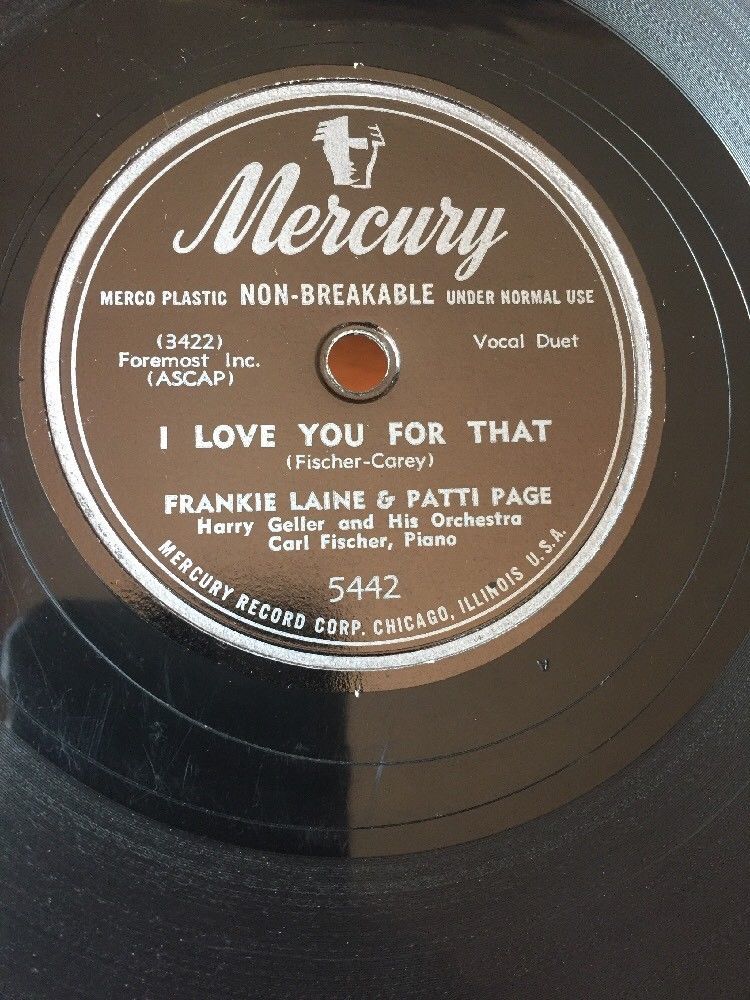 Mercury
MERCO PLASTIC NON-BREAKABLE UNDER NORMAL USE
(3422)
Foremost Inc.
(ASCAP)
Vocal Duet
I LOVE YOU FOR THAT
(Fischer-Carey)
FRANKIE LAINE & PATTI PAGE
Harry Geller and His Orchestra
Carl Fischer, Piano
5442
MERCURY RECORD CORP. CHICAGO, ILLINOIS U.S.A.